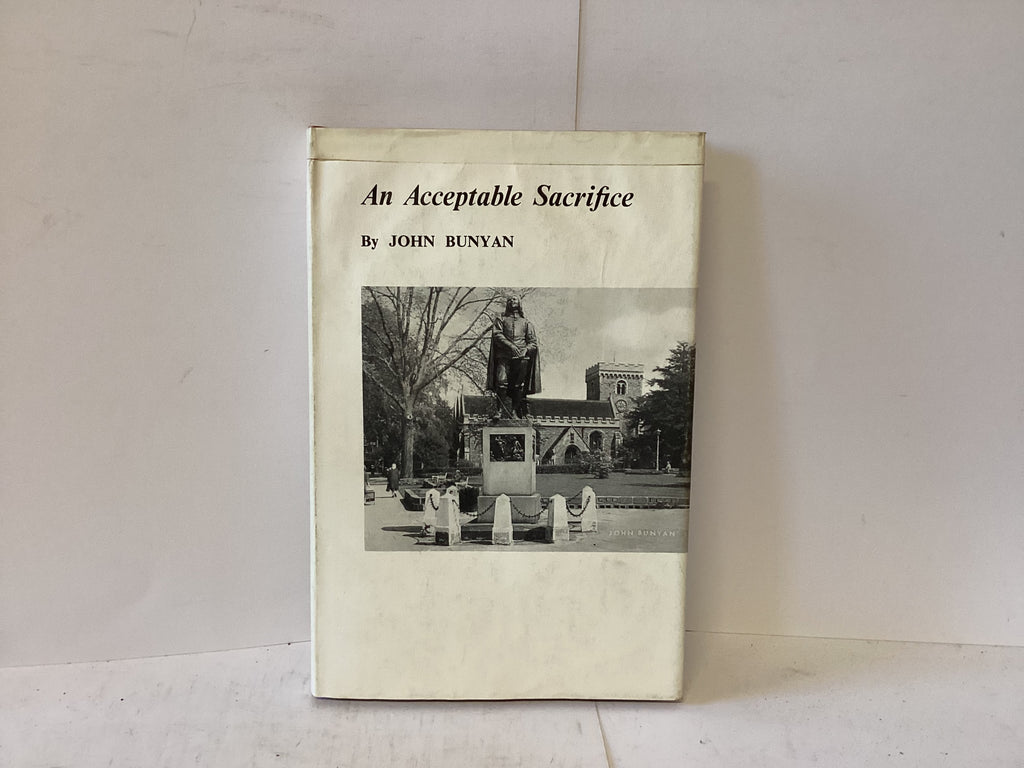 An Acceptable Sacrifice
By JOHN BUNYAN
JOHN BUNYAN